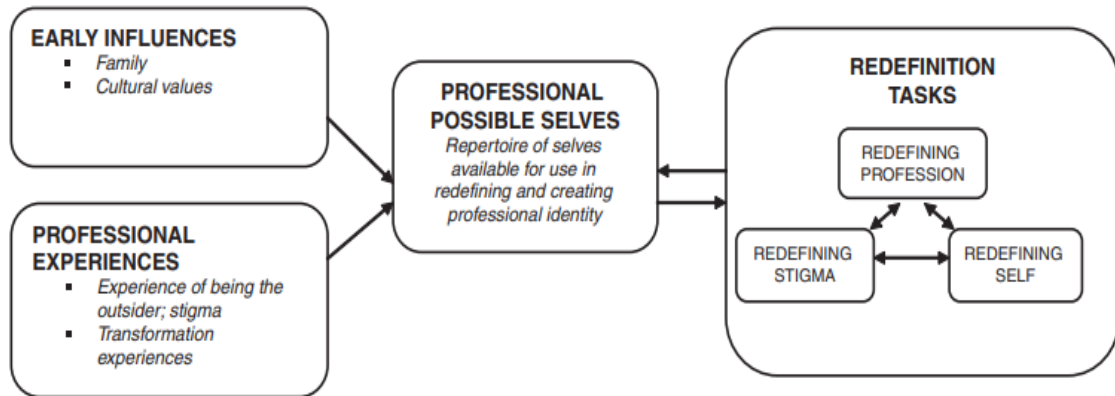 EARLY INFLUENCES
▪ Family
▪ Cultural values
PROFESSIONAL
EXPERIENCES
▪ Experience of being the
outsider; stigma
▪ Transformation
experiences
PROFESSIONAL
POSSIBLE SELVES
Repertoire of selves
available for use in
redefining and creating
professional identity
REDEFINITION
TASKS
REDEFINING
PROFESSION
REDEFINING
STIGMA
REDEFINING
SELF